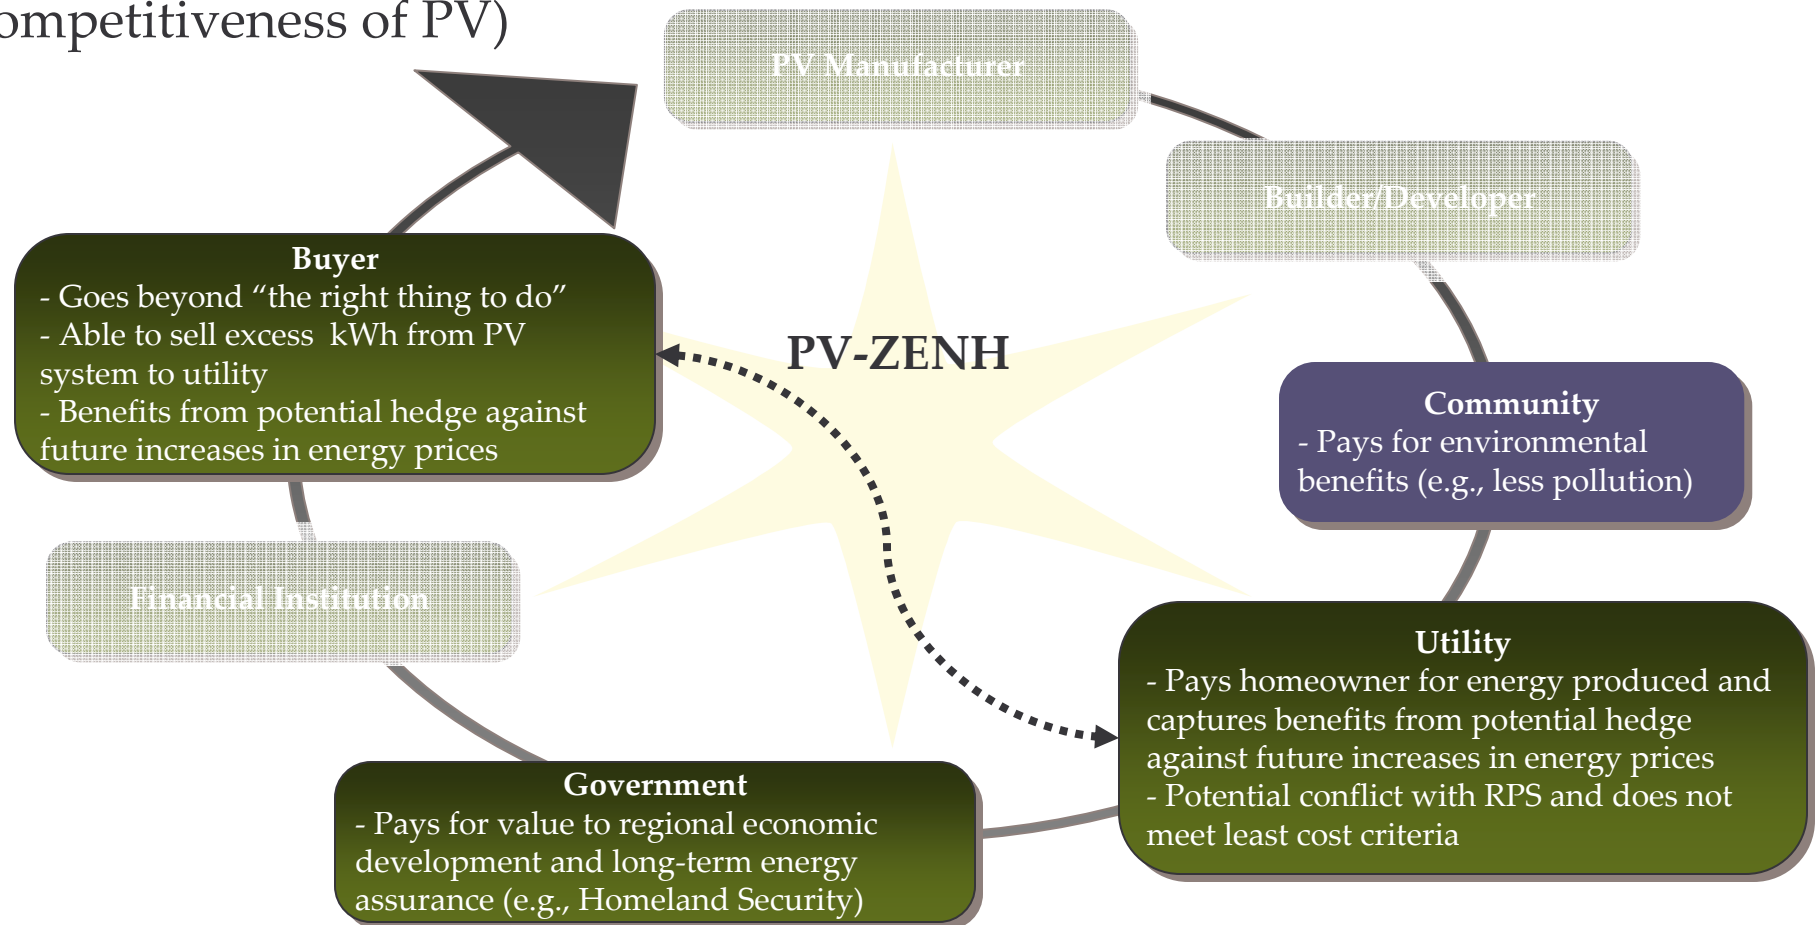 ompetitiveness of PV)
PV Manufacturer
Builder/Developer
Buyer
- Goes beyond “the right thing to do”
- Able to sell excess  kWh from PV
system to utility
- Benefits from potential hedge against
future increases in energy prices
PV-ZENH
Community
- Pays for environmental
benefits (e.g., less pollution)
Financial Institution
Utility
- Pays homeowner for energy produced and
captures benefits from potential hedge
against future increases in energy prices
- Potential conflict with RPS and does not
meet least cost criteria
Government
- Pays for value to regional economic
development and long-term energy
assurance (e.g., Homeland Security)